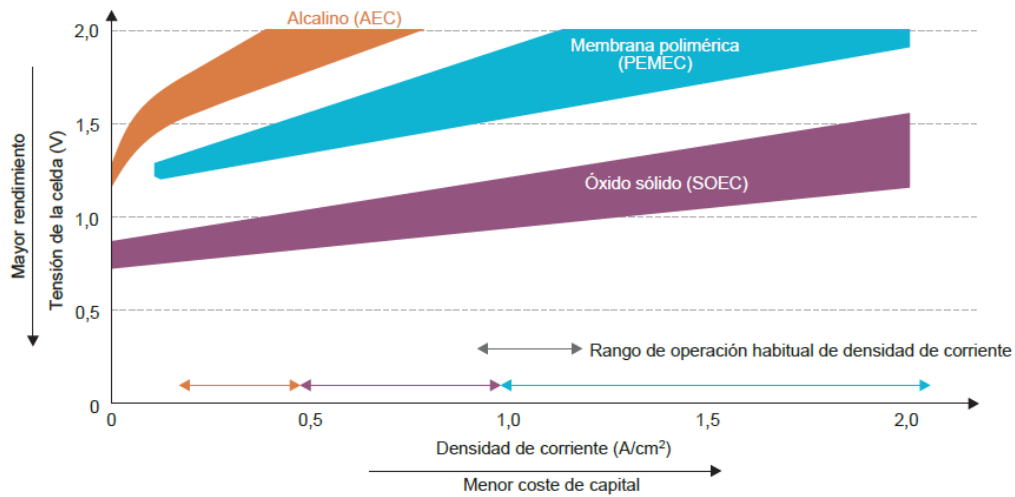 Alcalino (AEC)
Membrana polimérica
(PEMEC)
Óxido sólido (SOEC)
Mayor rendimiento
Tensión de la celda (V)
2,0
1,5
1,0
0,5
0
Rango de operación habitual de densidad de corriente
0
0,5
1,0
1,5
2,0
Densidad de corriente (A/cm²)
Menor coste de capital